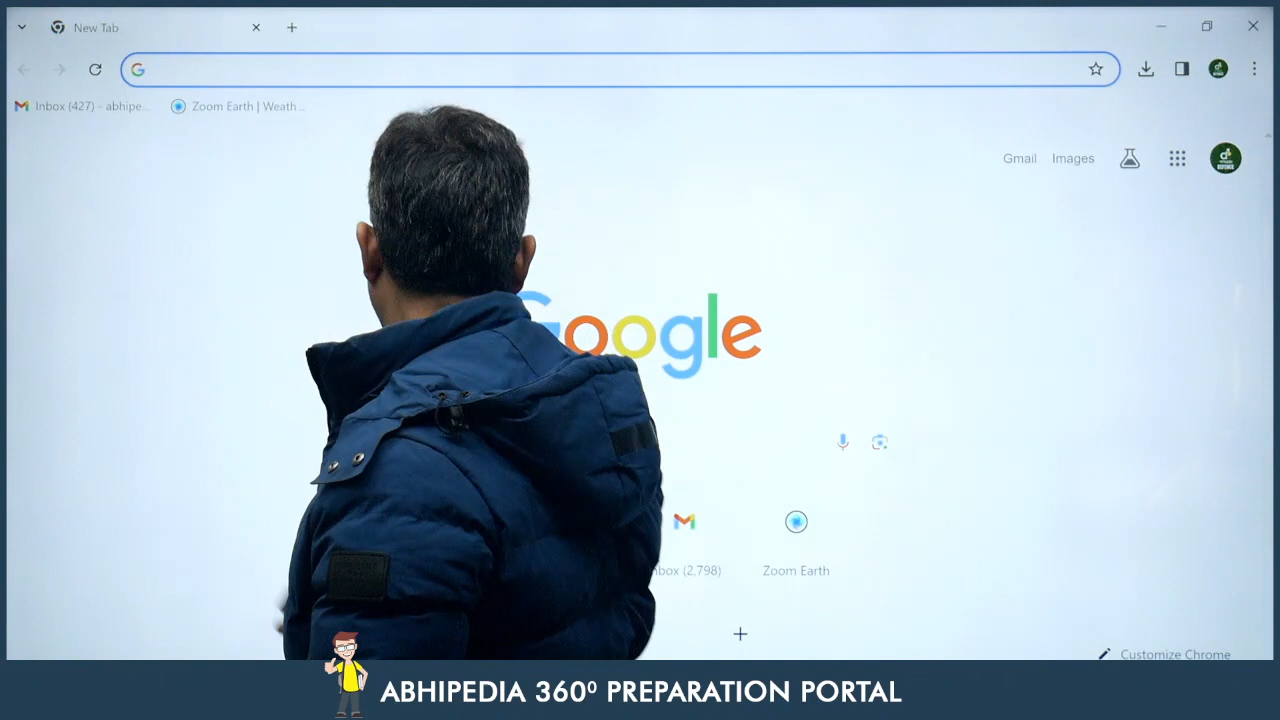 New Tab
Inbox (427) - abhipe...
Zoom Earth | Weath...
Gmail Images
Google
nbox (2,798)
Zoom Earth
Customize Chrome
ABHIPEDIA 360⁰ PREPARATION PORTAL